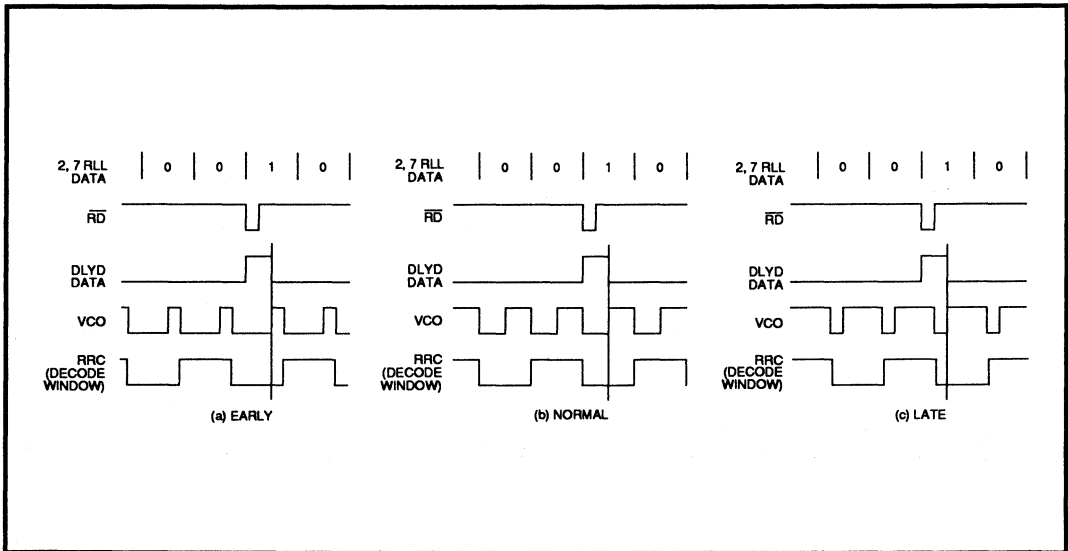 2, 7 RLL
DATA
0 0 1 0
RD
DLYD
DATA
VCO
RRC
(DECODE
WINDOW)
(a) EARLY
2, 7 RLL
DATA
0 0 1 0
RD
DLYD
DATA
VCO
RRC
(DECODE
WINDOW)
(b) NORMAL
2, 7 RLL
DATA
0 0 1 0
RD
DLYD
DATA
VCO
RRC
(DECODE
WINDOW)
(c) LATE